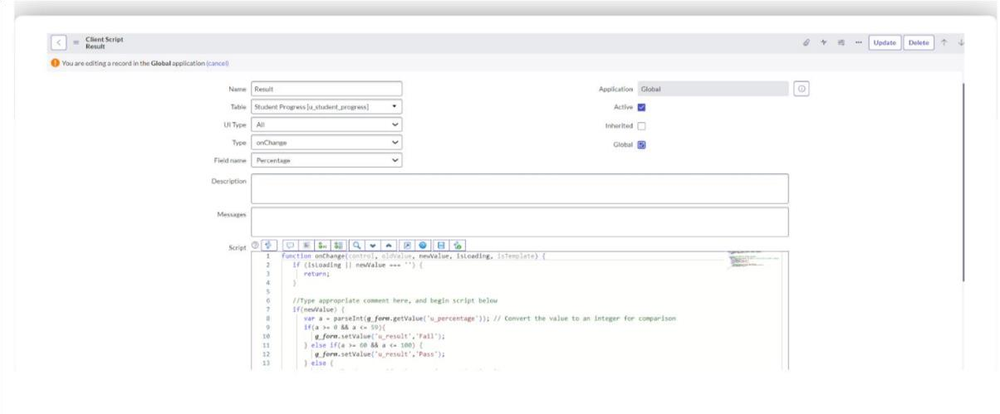 Client Script
Result
Update
Delete
You are editing a record in the Global application (cancel)
Name Result
Application Global
Table Student Progress [u_student_progress]
Active
UI Type All
Inherited
Type onChange
Global
Field name Percentage
Description
Messages
Script
1 function onChange(control, oldValue, newValue, isLoading, isTemplate) {
2 if (isLoading || newValue === '') {
3 return;
4 }
5
6 //Type appropriate comment here, and begin script below
7 if(newValue) {
8 var a = parseInt(g_form.getValue('u_percentage')); // Convert the value to an integer for comparison
9 if(a >= 0 && a <= 59){
10 g_form.setValue('u_result','Fail');
11 } else if(a >= 60 && a <= 100) {
12 g_form.setValue('u_result','Pass');
13 } else {